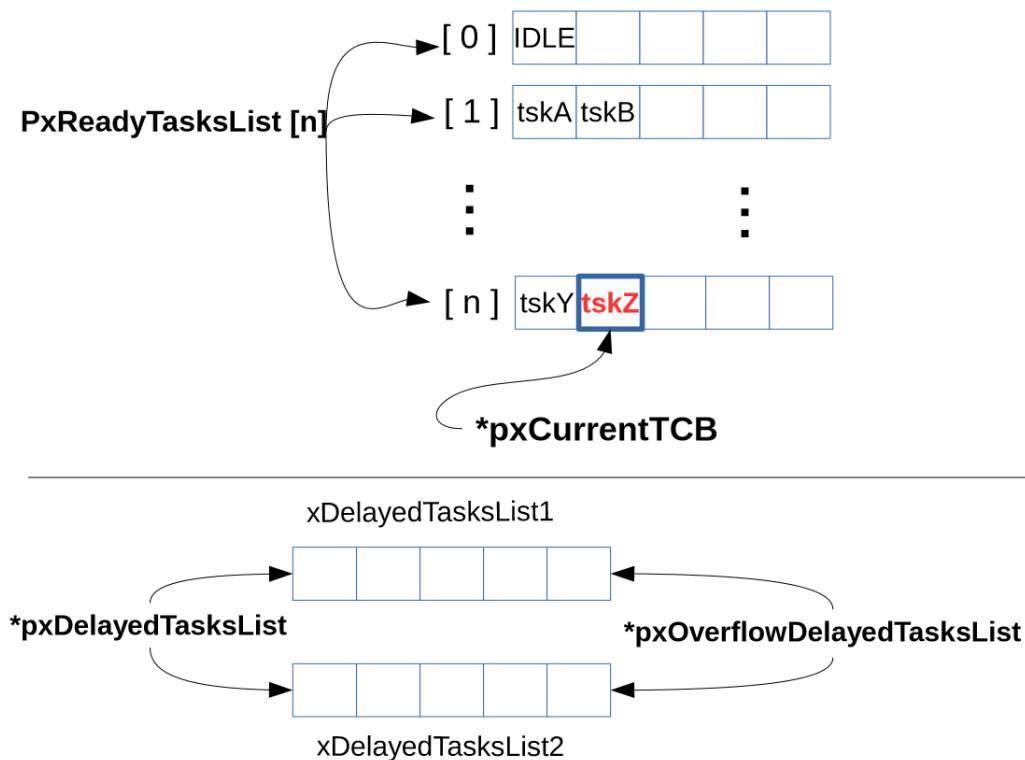 [ 0 ] IDLE
PxReadyTasksList [n]
[ 1 ] tskA tskB
[ n ] tskY tskZ
*pxCurrentTCB
xDelayedTasksList1
*pxDelayedTasksList
*pxOverflowDelayedTasksList
xDelayedTasksList2